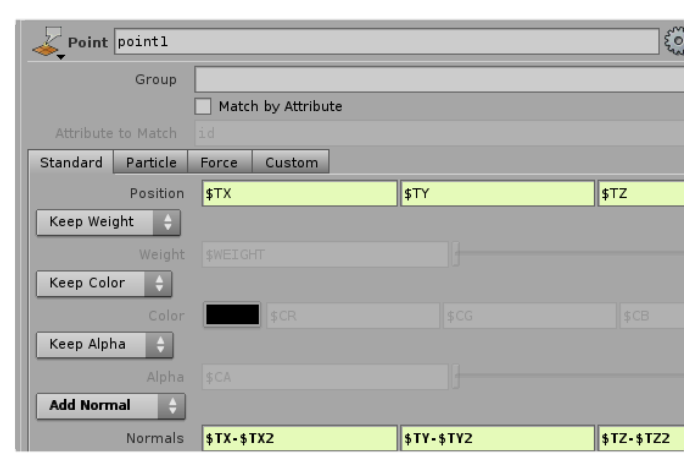 Point point1
Group
Match by Attribute
Attribute to Match id
Standard Particle Force Custom
Position $TX $TY $TZ
Keep Weight
Weight $WEIGHT
Keep Color
Color $CR $CG $CB
Keep Alpha
Alpha $CA
Add Normal
Normals $TX-$TX2 $TY-$TY2 $TZ-$TZ2